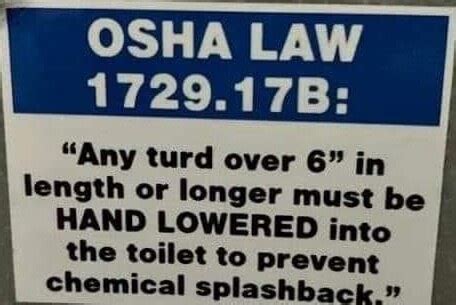 OSHA LAW
1729.17B:
“Any turd over 6” in
length or longer must be
HAND LOWERED into
the toilet to prevent
chemical splashback.”